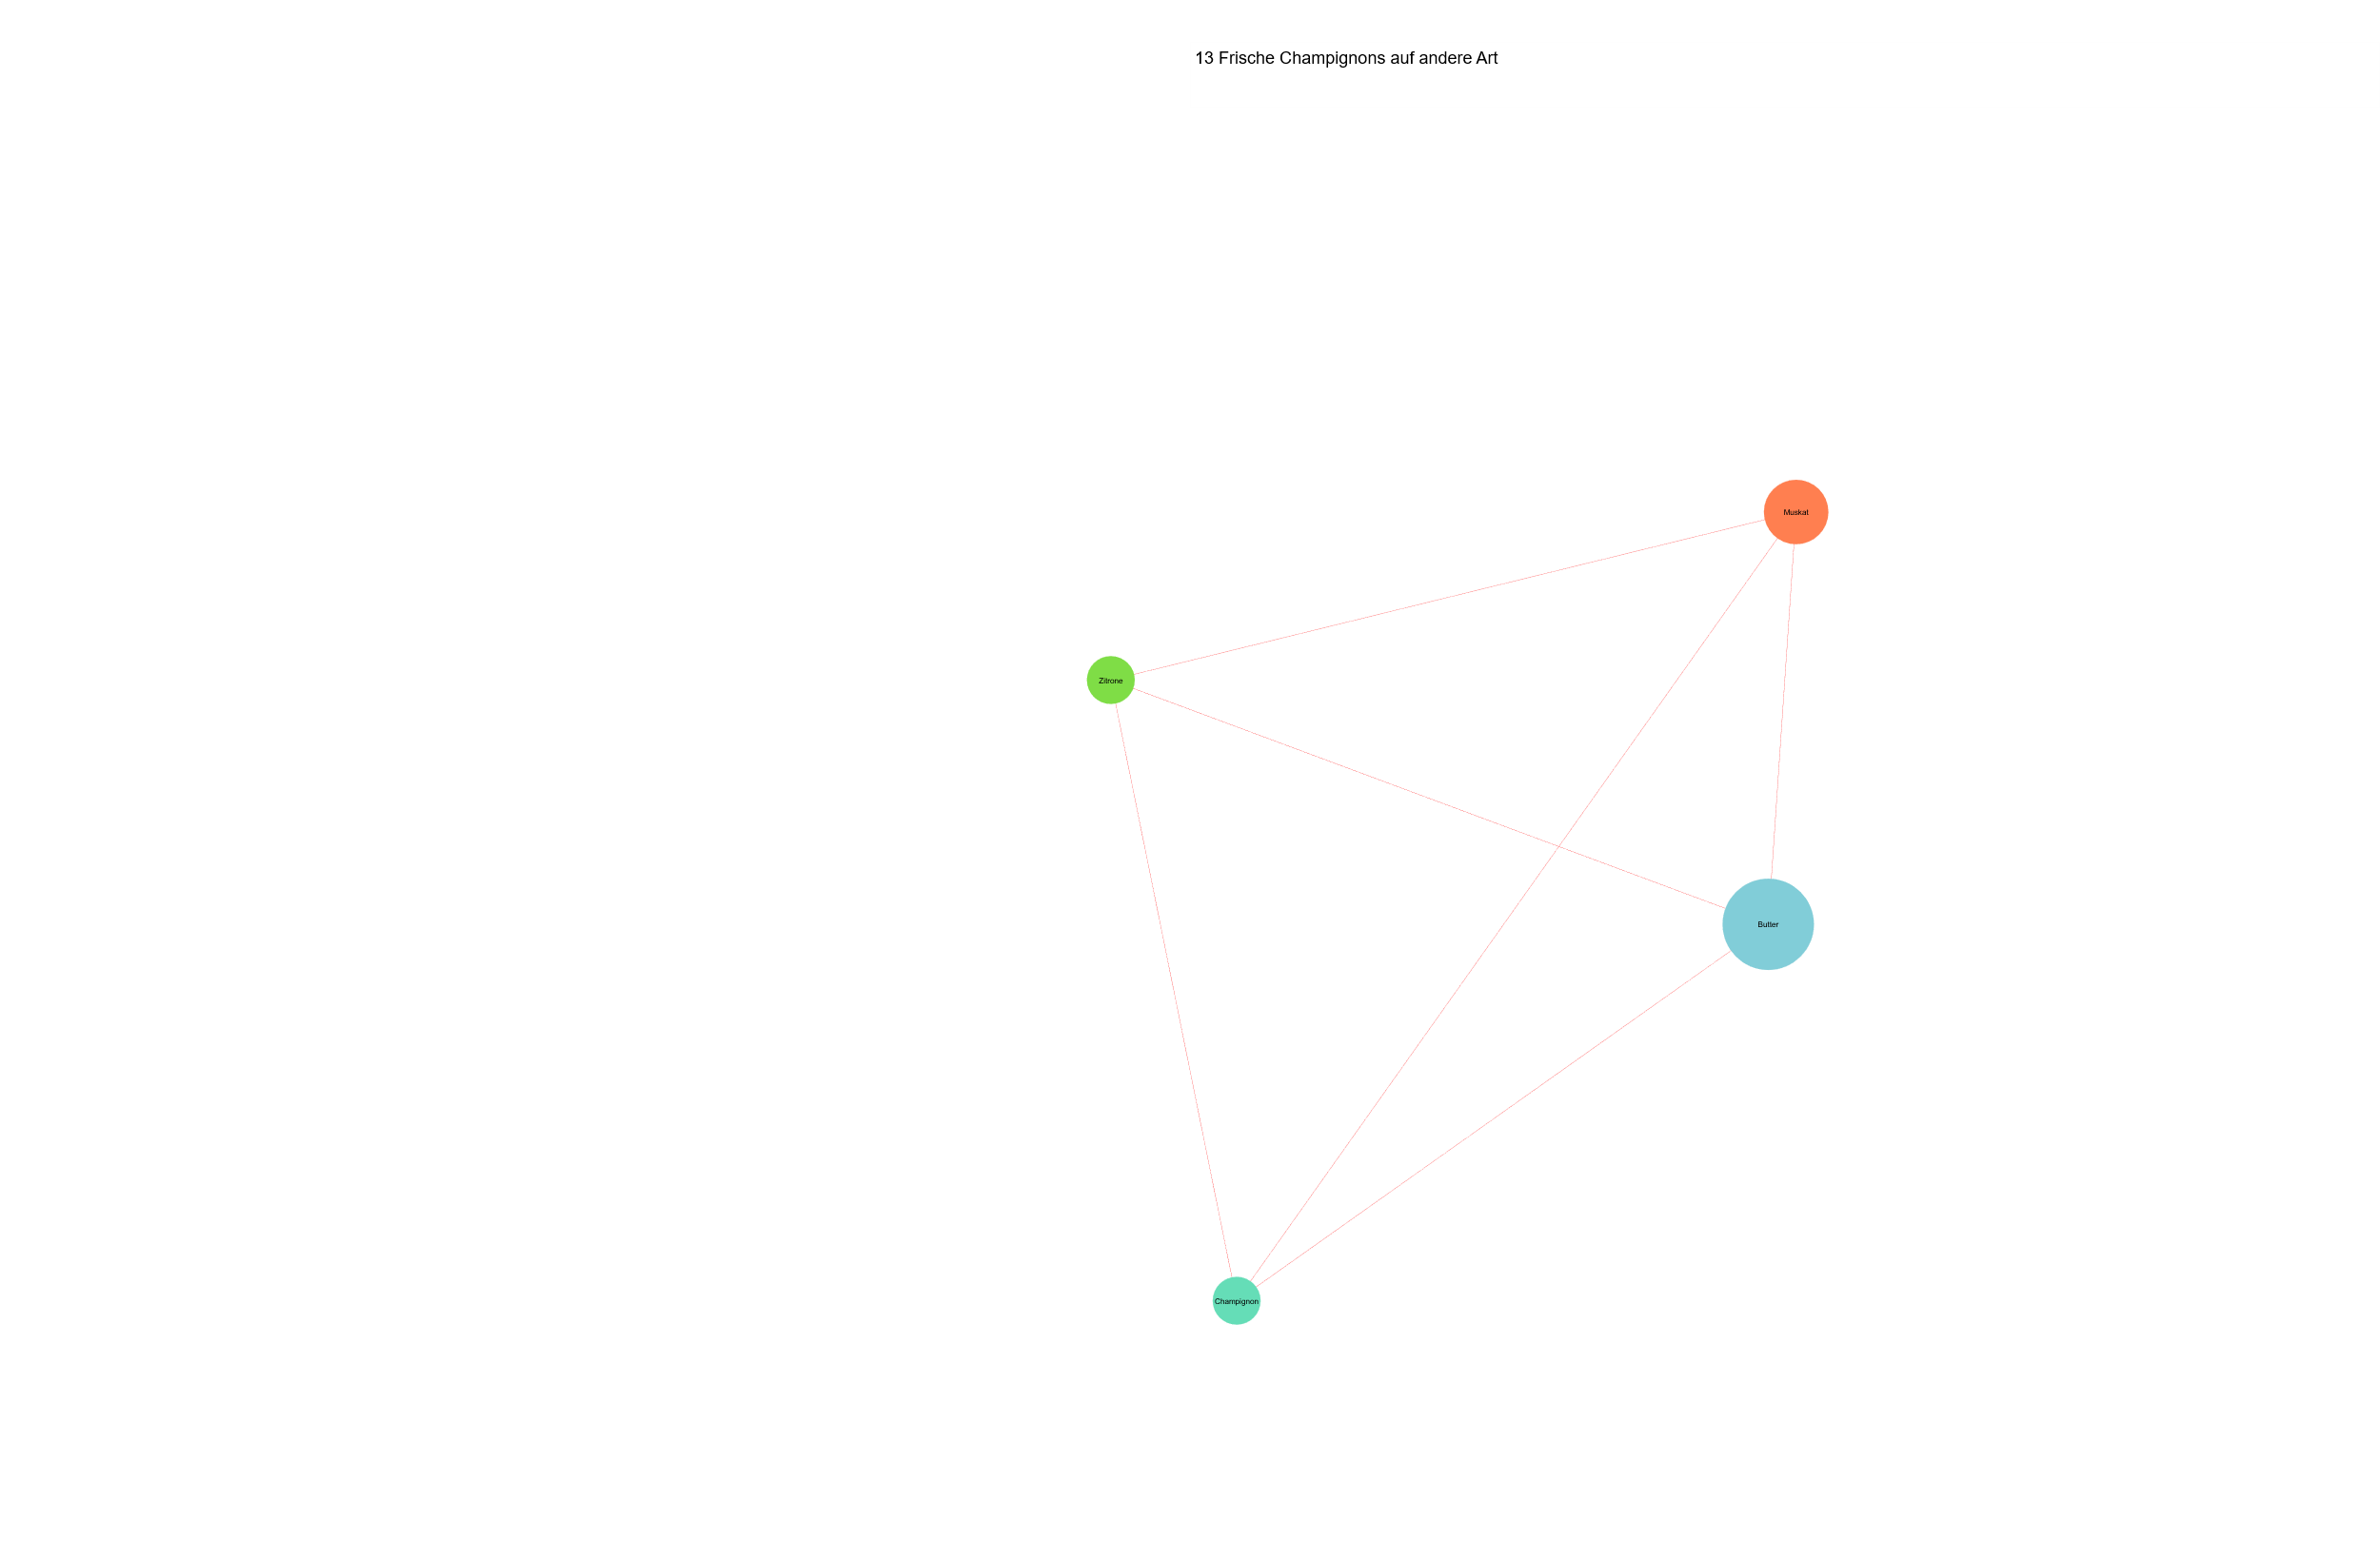 13 Frische Champignons auf andere Art
Muskat
Zitrone
Butter
Champignon